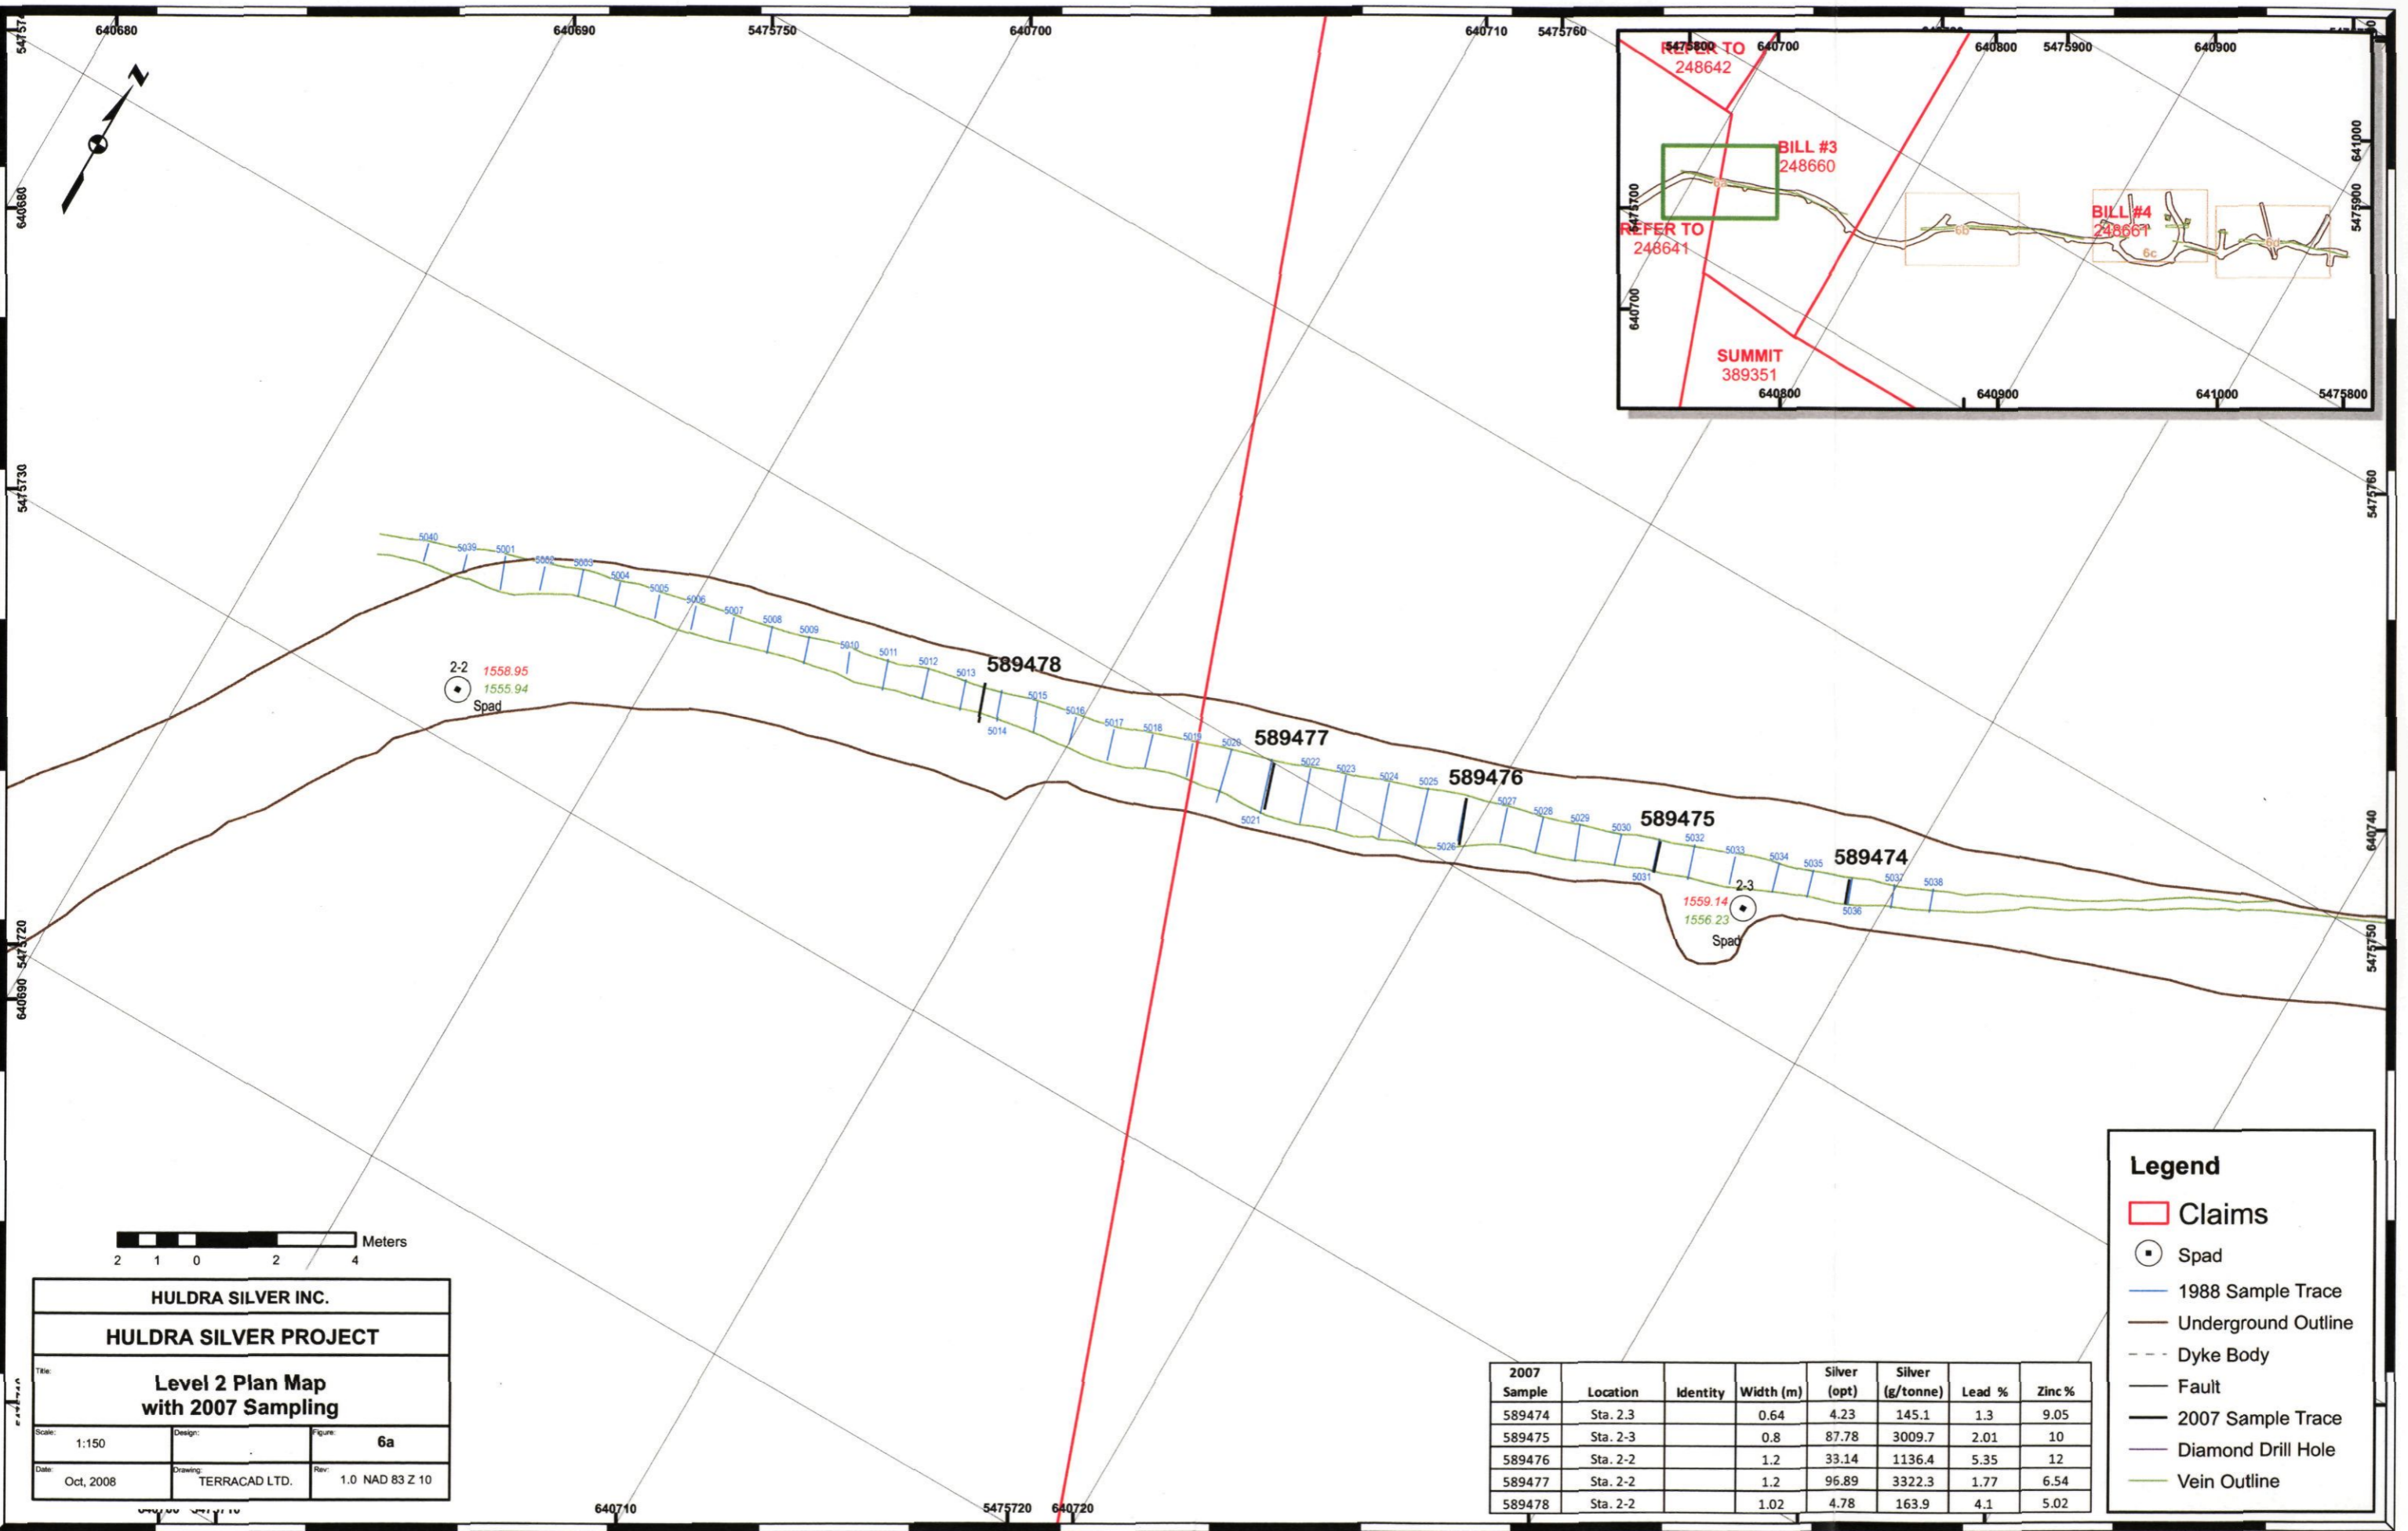 640680
640690
5475750
640700
640710
5475760
N
640680
5475730
5475720
640690
REFER TO
248642
5475800
640700
640800
5475900
640900
641000
BILL #3
248660
5475700
6a
REFER TO
248641
BILL #4
248661
5475900
6b
6c
6d
640700
SUMMIT
389351
640800
640900
641000
5475800
5475760
640740
5475750
5040
5039
5001
5002
5003
5004
5005
5006
5007
5008
5009
5010
5011
5012
5013
589478
5014
5015
5016
5017
5018
5019
5020
589477
5021
5022
5023
5024
5025
589476
5026
5027
5028
5029
5030
589475
5031
5032
5033
5034
5035
589474
5036
5037
5038
2-2
1558.95
1555.94
Spad
2-3
1559.14
1556.23
Spad
Meters
2 1 0 2 4
HULDRA SILVER INC.
HULDRA SILVER PROJECT
Title:
Level 2 Plan Map
with 2007 Sampling
Scale: 1:150 Design: Figure: 6a
Date: Oct, 2008 Drawing: TERRACAD LTD. Rev: 1.0 NAD 83 Z 10
640710
5475720
640720
2007 Sample Location Identity Width (m) Silver (opt) Silver (g/tonne) Lead % Zinc %
589474 Sta. 2.3 0.64 4.23 145.1 1.3 9.05
589475 Sta. 2-3 0.8 87.78 3009.7 2.01 10
589476 Sta. 2-2 1.2 33.14 1136.4 5.35 12
589477 Sta. 2-2 1.2 96.89 3322.3 1.77 6.54
589478 Sta. 2-2 1.02 4.78 163.9 4.1 5.02
Legend
Claims
Spad
1988 Sample Trace
Underground Outline
Dyke Body
Fault
2007 Sample Trace
Diamond Drill Hole
Vein Outline